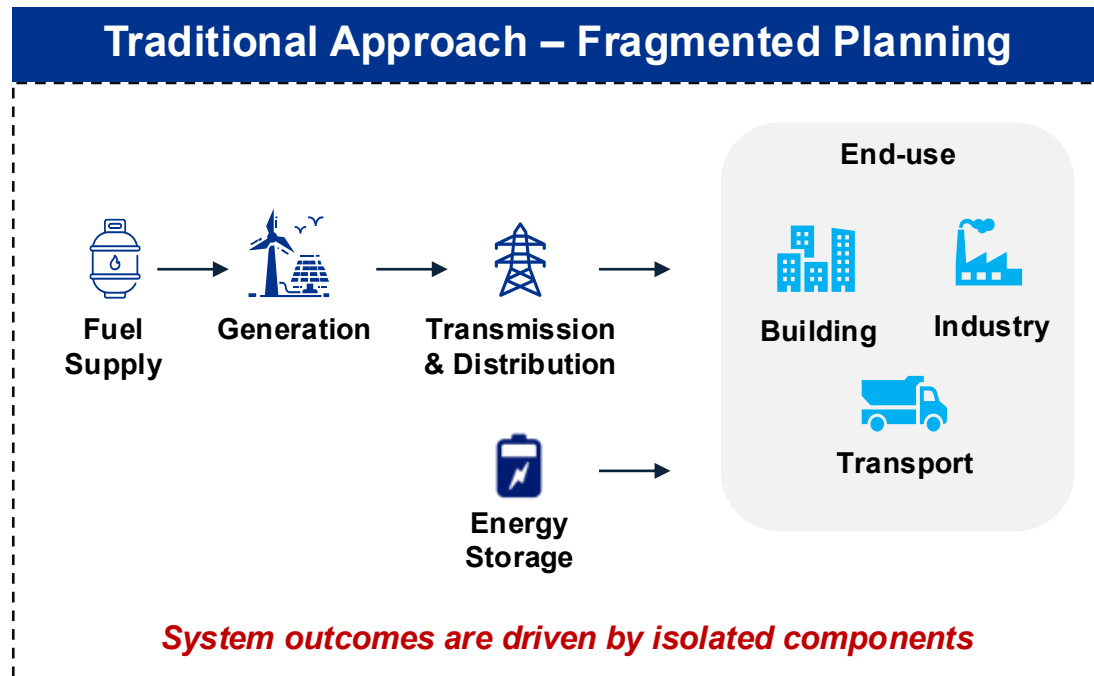 Traditional Approach – Fragmented Planning
End-use
Fuel
Supply
Generation
Transmission
& Distribution
Building
Industry
Transport
Energy
Storage
System outcomes are driven by isolated components